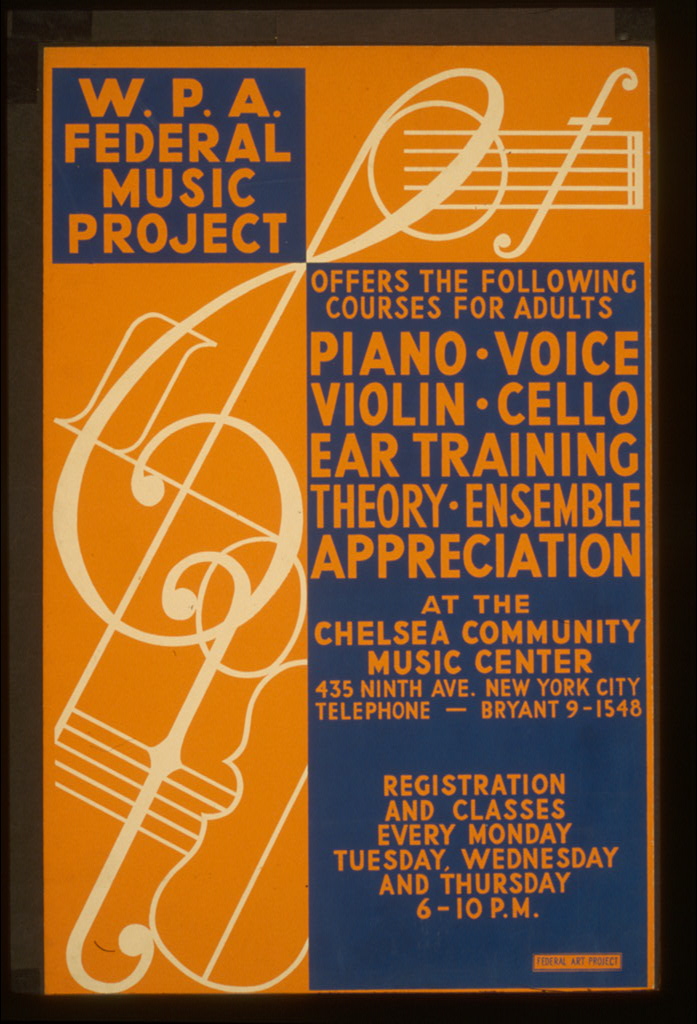 W. P. A.
FEDERAL
MUSIC
PROJECT
OFFERS THE FOLLOWING
COURSES FOR ADULTS
PIANO · VOICE
VIOLIN · CELLO
EAR TRAINING
THEORY · ENSEMBLE
APPRECIATION
AT THE
CHELSEA COMMUNITY
MUSIC CENTER
435 NINTH AVE. NEW YORK CITY
TELEPHONE — BRYANT 9-1548
REGISTRATION
AND CLASSES
EVERY MONDAY
TUESDAY, WEDNESDAY
AND THURSDAY
6-10 P.M.
FEDERAL ART PROJECT